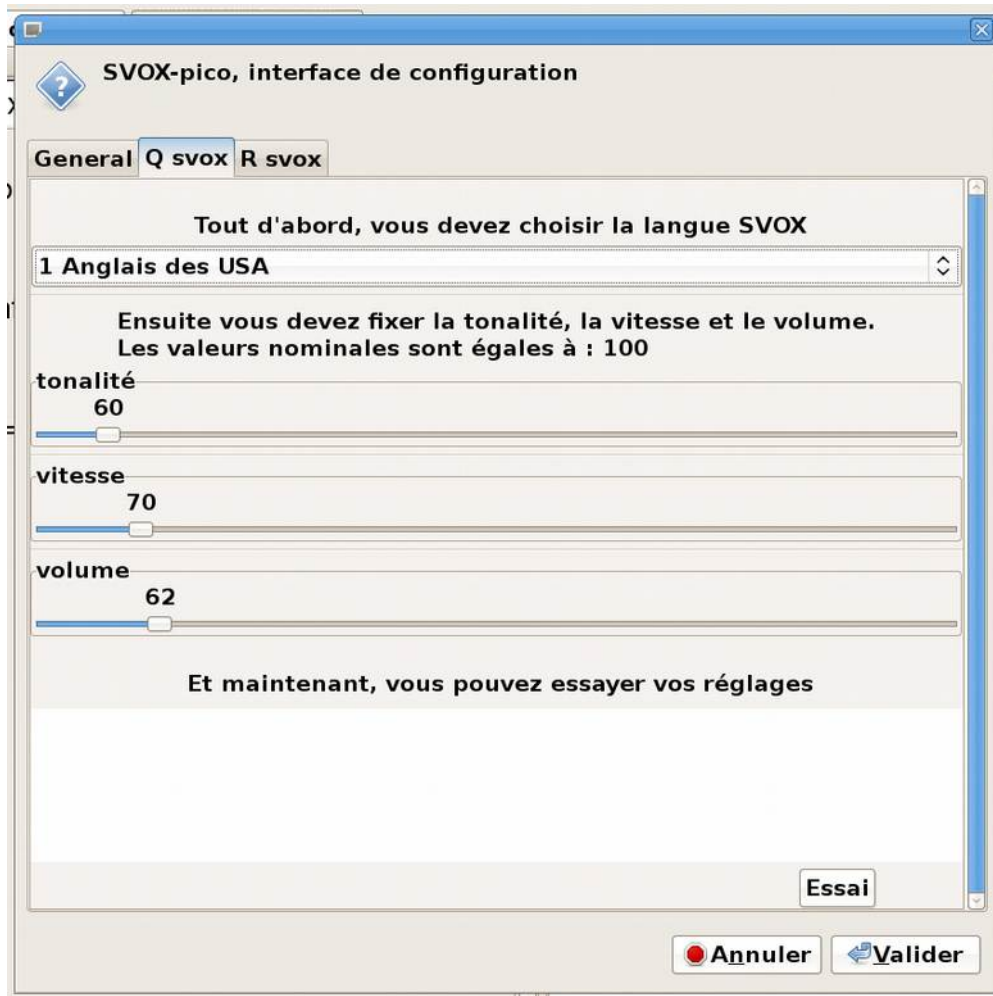 SVOX-pico, interface de configuration
General Q svox R svox
Tout d'abord, vous devez choisir la langue SVOX
1 Anglais des USA
Ensuite vous devez fixer la tonalité, la vitesse et le volume.
Les valeurs nominales sont égales à : 100
tonalité
60
vitesse
70
volume
62
Et maintenant, vous pouvez essayer vos réglages
Essai
Annuler Valider